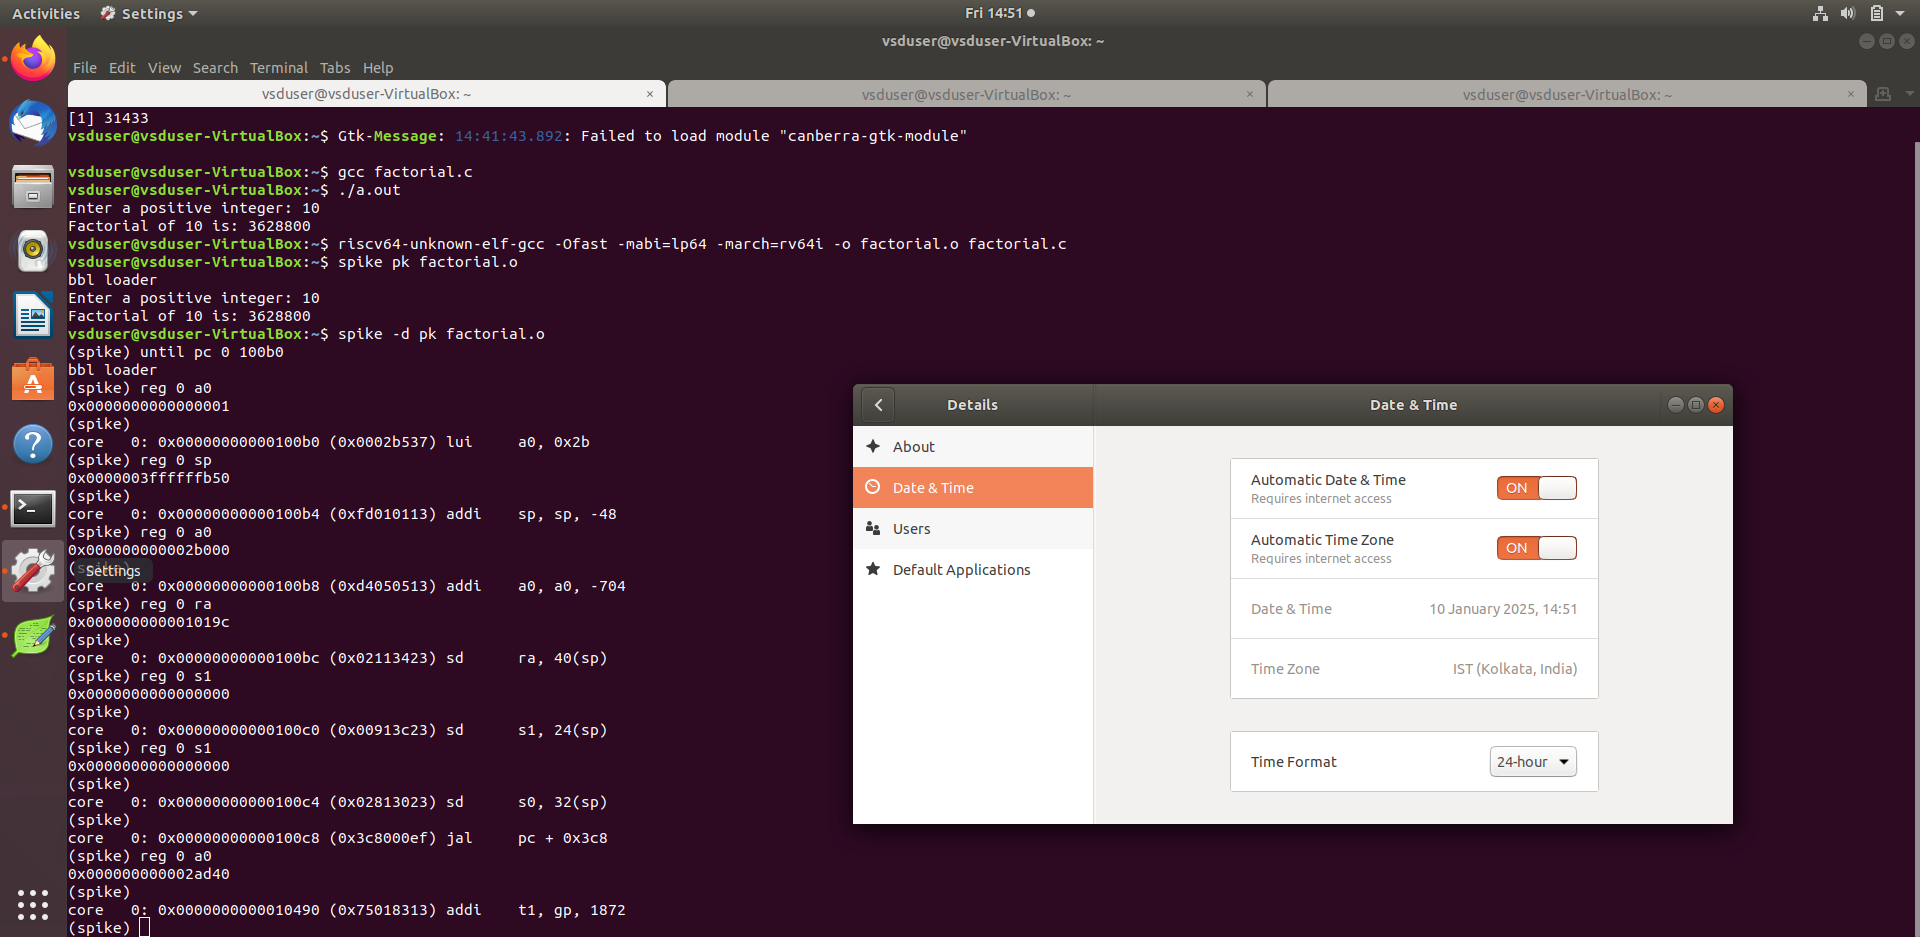 Activities
Settings
Fri 14:51
vsduser@vsduser-VirtualBox: ~
File Edit View Search Terminal Tabs Help
vsduser@vsduser-VirtualBox: ~ ×
vsduser@vsduser-VirtualBox: ~ ×
vsduser@vsduser-VirtualBox: ~ ×
[1] 31433
vsduser@vsduser-VirtualBox:~$ Gtk-Message: 14:41:43.892: Failed to load module "canberra-gtk-module"
vsduser@vsduser-VirtualBox:~$ gcc factorial.c
vsduser@vsduser-VirtualBox:~$ ./a.out
Enter a positive integer: 10
Factorial of 10 is: 3628800
vsduser@vsduser-VirtualBox:~$ riscv64-unknown-elf-gcc -Ofast -mabi=lp64 -march=rv64i -o factorial.o factorial.c
vsduser@vsduser-VirtualBox:~$ spike pk factorial.o
bbl loader
Enter a positive integer: 10
Factorial of 10 is: 3628800
vsduser@vsduser-VirtualBox:~$ spike -d pk factorial.o
(spike) until pc 0 100b0
bbl loader
(spike) reg 0 a0
0x0000000000000001
(spike)
core   0: 0x00000000000100b0 (0x0002b537) lui     a0, 0x2b
(spike) reg 0 sp
0x0000003ffffffb50
(spike)
core   0: 0x00000000000100b4 (0xfd010113) addi    sp, sp, -48
(spike) reg 0 a0
0x000000000002b000
Settings
core   0: 0x00000000000100b8 (0xd4050513) addi    a0, a0, -704
(spike) reg 0 ra
0x000000000001019c
(spike)
core   0: 0x00000000000100bc (0x02113423) sd      ra, 40(sp)
(spike) reg 0 s1
0x0000000000000000
(spike)
core   0: 0x00000000000100c0 (0x00913c23) sd      s1, 24(sp)
(spike) reg 0 s1
0x0000000000000000
(spike)
core   0: 0x00000000000100c4 (0x02813023) sd      s0, 32(sp)
(spike)
core   0: 0x00000000000100c8 (0x3c8000ef) jal     pc + 0x3c8
(spike) reg 0 a0
0x000000000002ad40
(spike)
core   0: 0x0000000000010490 (0x75018313) addi    t1, gp, 1872
(spike)
Details
About
Date & Time
Users
Default Applications
Date & Time
Automatic Date & Time
Requires internet access
ON
Automatic Time Zone
Requires internet access
ON
Date & Time 10 January 2025, 14:51
Time Zone IST (Kolkata, India)
Time Format 24-hour